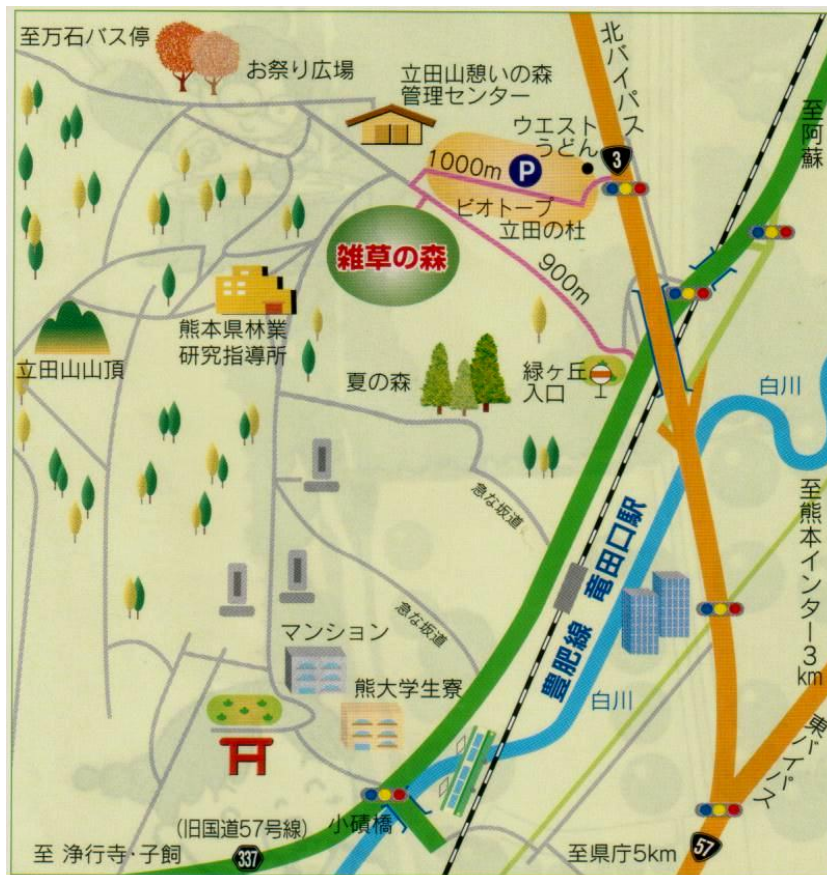 至万石バス停
お祭り広場
立田山憩いの森
管理センター
北バイパス
至阿蘇
ウエスト
うどん
3
1000m
P
ビオトープ
立田の杜
雑草の森
900m
熊本県林業
研究指導所
立田山山頂
夏の森
緑ヶ丘
入口
白川
急な坂道
至熊本インター3km
豊肥線 竜田口駅
急な坂道
マンション
熊大学生寮
白川
東バイパス
(旧国道57号線)
小磧橋
至 浄行寺・子飼
337
至県庁5km
57